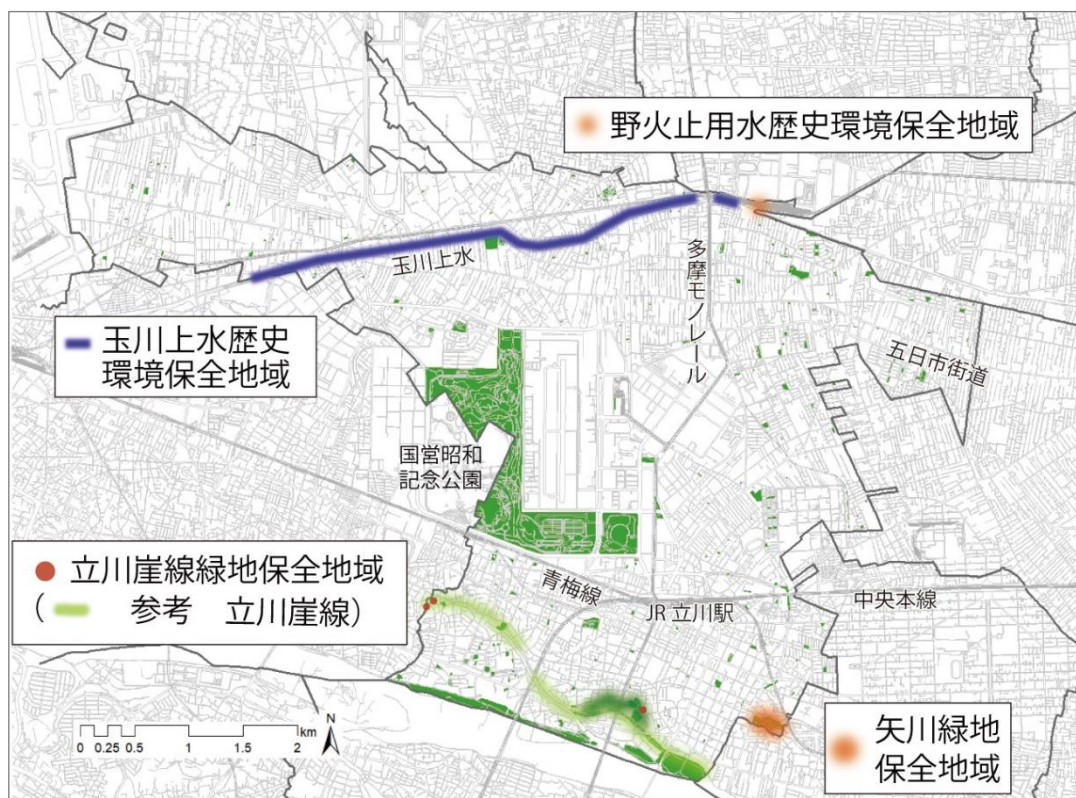 野火止用水歴史環境保全地域
玉川上水
多摩モノレール
玉川上水歴史
環境保全地域
五日市街道
国営昭和
記念公園
立川崖線緑地保全地域
( 参考 立川崖線)
青梅線
JR 立川駅
中央本線
矢川緑地
保全地域
N
km
0 0.25 0.5 1 1.5 2